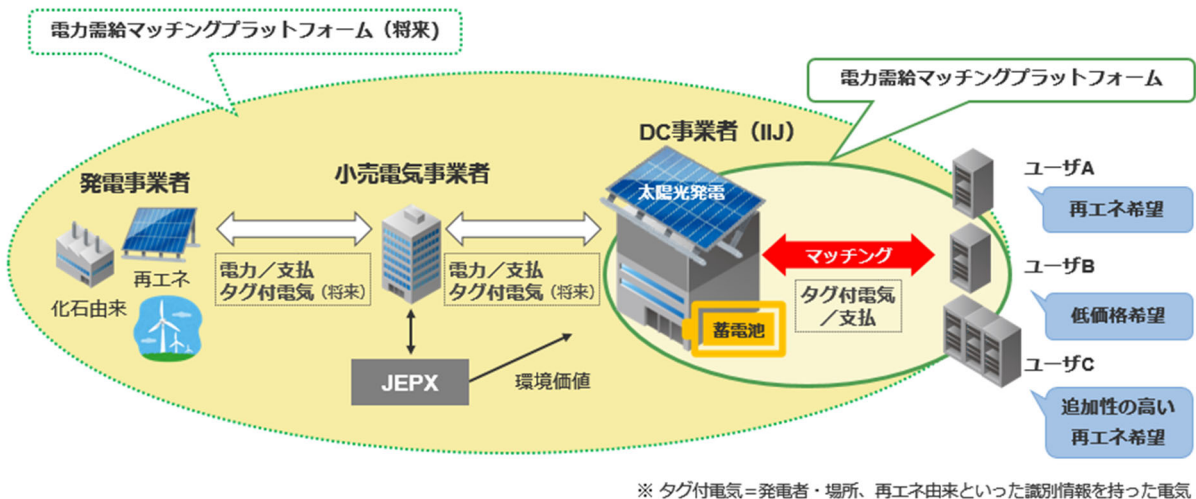 電力需給マッチングプラットフォーム（将来）
電力需給マッチングプラットフォーム
DC事業者（IIJ）
太陽光発電
小売電気事業者
発電事業者
再エネ
化石由来
電力／支払
タグ付電気（将来）
電力／支払
タグ付電気（将来）
マッチング
タグ付電気
／支払
蓄電池
JEPX
環境価値
ユーザA
再エネ希望
ユーザB
低価格希望
ユーザC
追加性の高い
再エネ希望
※ タグ付電気＝発電者・場所、再エネ由来といった識別情報を持った電気